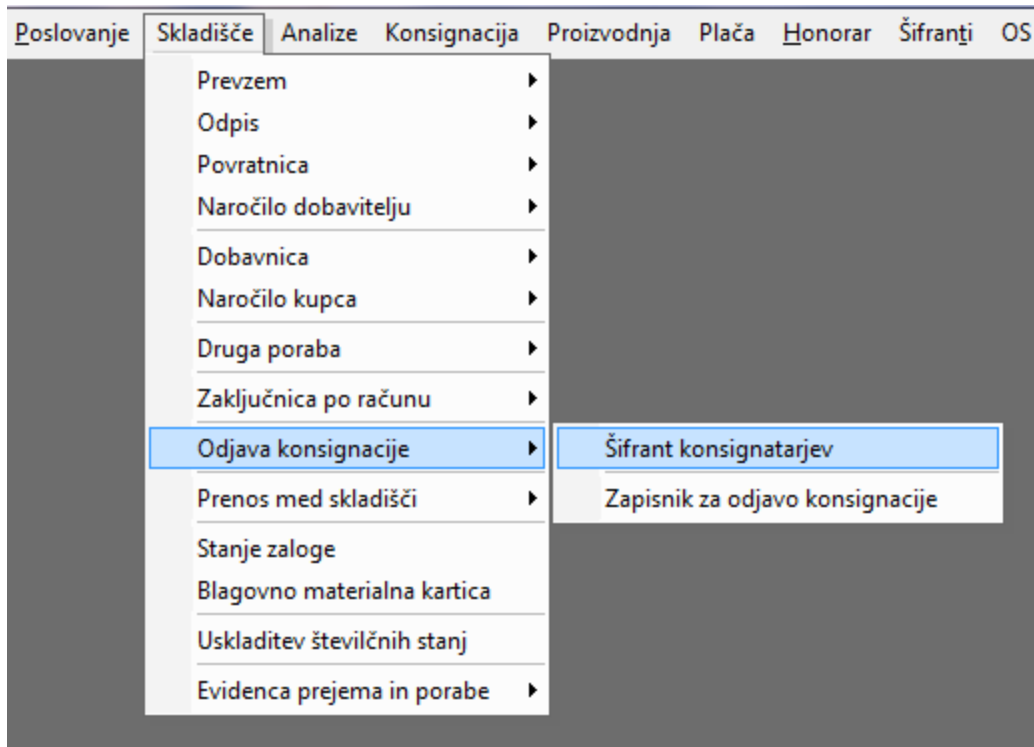 Poslovanje Skladišče Analize Konsignacija Proizvodnja Plača Honorar Šifranti OS
Prevzem
Odpis
Povratnica
Naročilo dobavitelju
Dobavnica
Naročilo kupca
Druga poraba
Zaključnica po računu
Odjava konsignacije
Šifrant konsignatarjev
Prenos med skladišči
Zapisnik za odjavo konsignacije
Stanje zaloge
Blagovno materialna kartica
Uskladitev številčnih stanj
Evidenca prejema in porabe